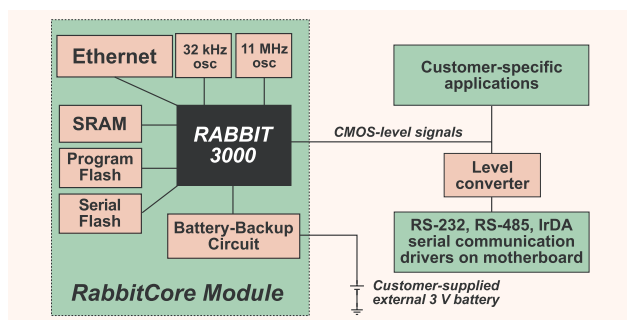 Ethernet
32 kHz
osc
11 MHz
osc
SRAM
Program
Flash
Serial
Flash
RABBIT
3000
Battery-Backup
Circuit
RabbitCore Module
CMOS-level signals
Customer-specific
applications
Level
converter
RS-232, RS-485, IrDA
serial communication
drivers on motherboard
Customer-supplied
external 3 V battery